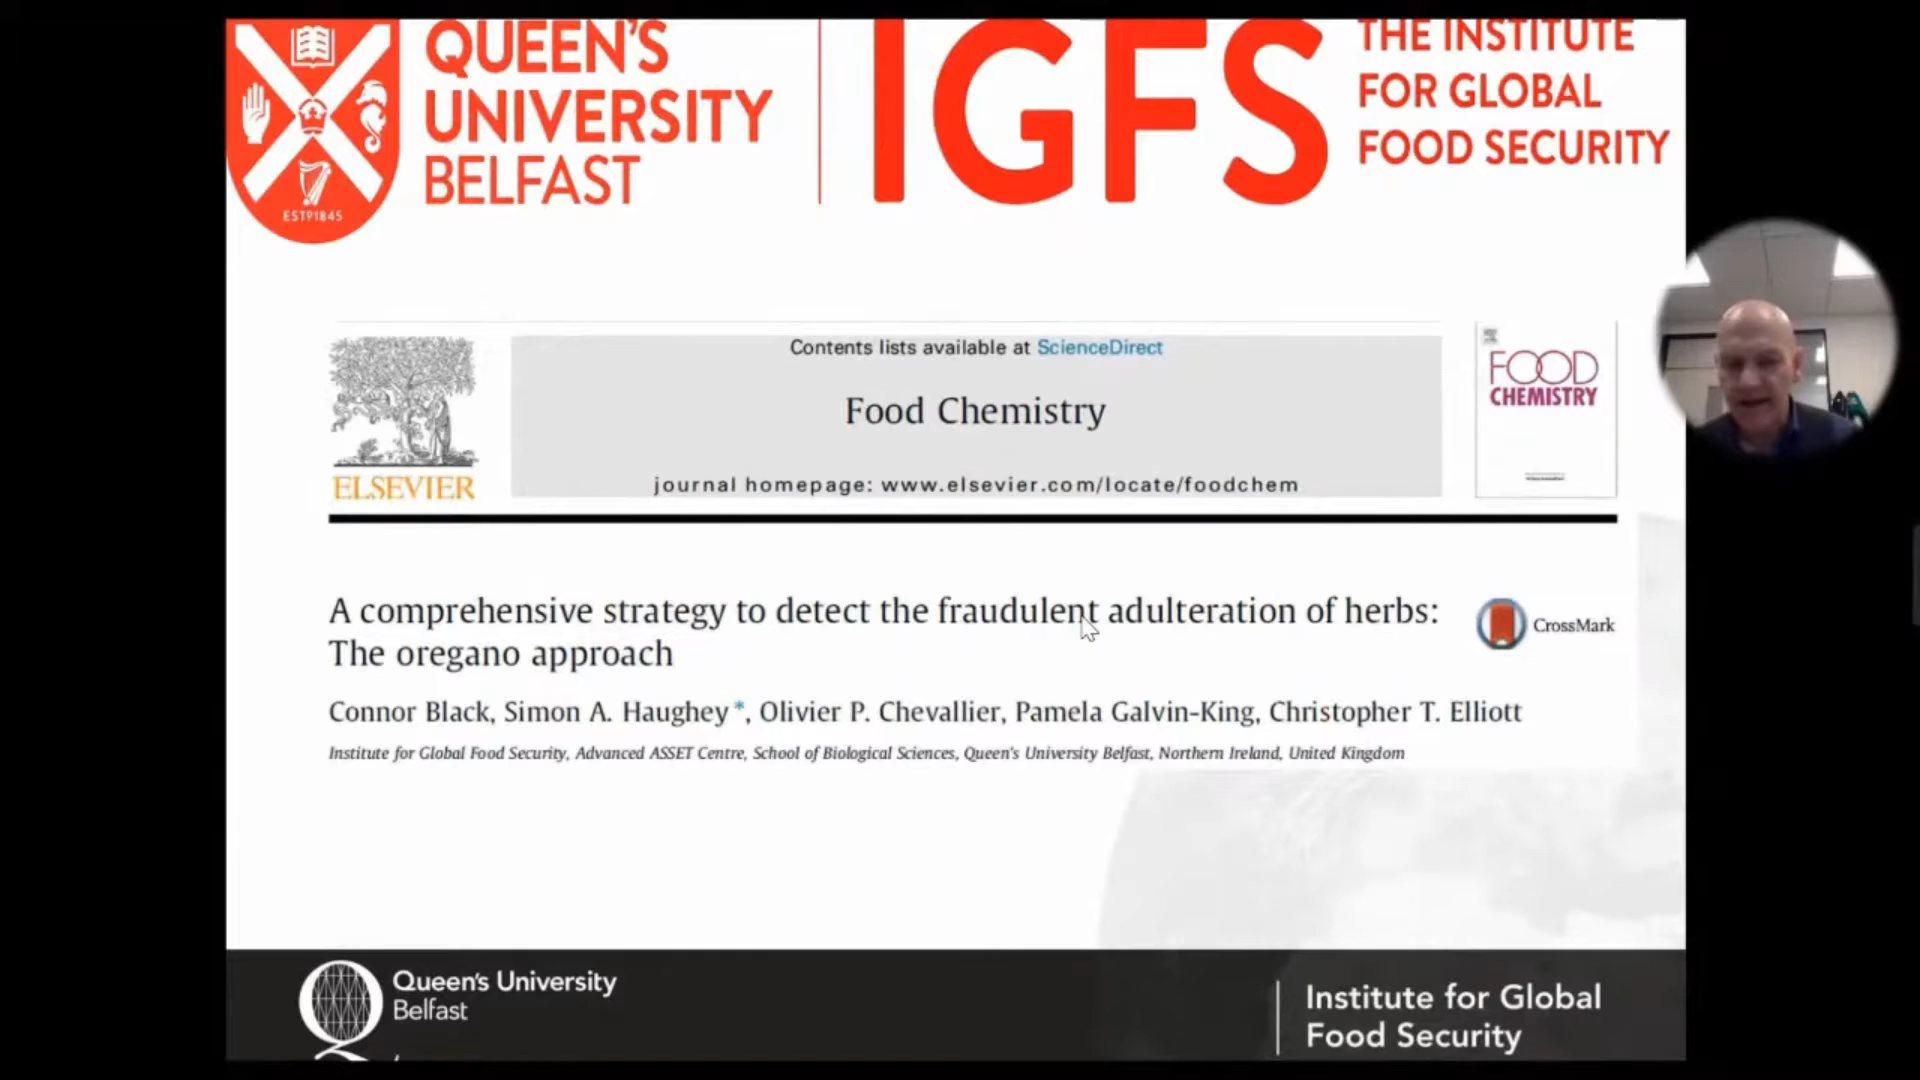 QUEEN'S
UNIVERSITY
BELFAST
EST⁠D1845
IGFS
THE INSTITUTE
FOR GLOBAL
FOOD SECURITY
ELSEVIER
Contents lists available at ScienceDirect
Food Chemistry
journal homepage: www.elsevier.com/locate/foodchem
FOOD
CHEMISTRY
A comprehensive strategy to detect the fraudulent adulteration of herbs:
The oregano approach
CrossMark
Connor Black, Simon A. Haughey*, Olivier P. Chevallier, Pamela Galvin-King, Christopher T. Elliott
Institute for Global Food Security, Advanced ASSET Centre, School of Biological Sciences, Queen's University Belfast, Northern Ireland, United Kingdom
Queen's University
Belfast
Institute for Global
Food Security